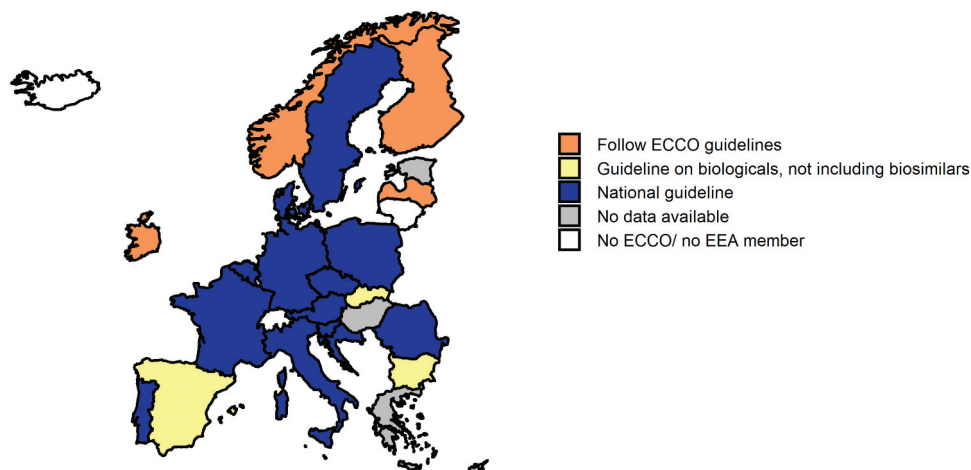 Follow ECCO guidelines
Guideline on biologicals, not including biosimilars
National guideline
No data available
No ECCO/ no EEA member